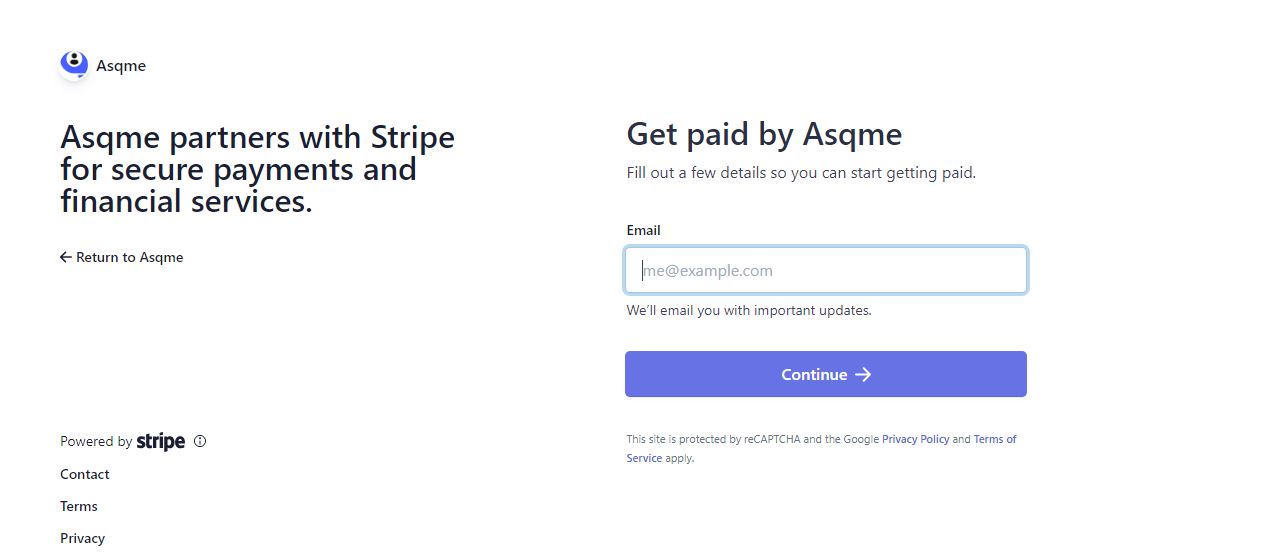 Asqme
Asqme partners with Stripe
for secure payments and
financial services.
Return to Asqme
Powered by stripe
Contact
Terms
Privacy
Get paid by Asqme
Fill out a few details so you can start getting paid.
Email
me@example.com
We’ll email you with important updates.
Continue
This site is protected by reCAPTCHA and the Google Privacy Policy and Terms of
Service apply.